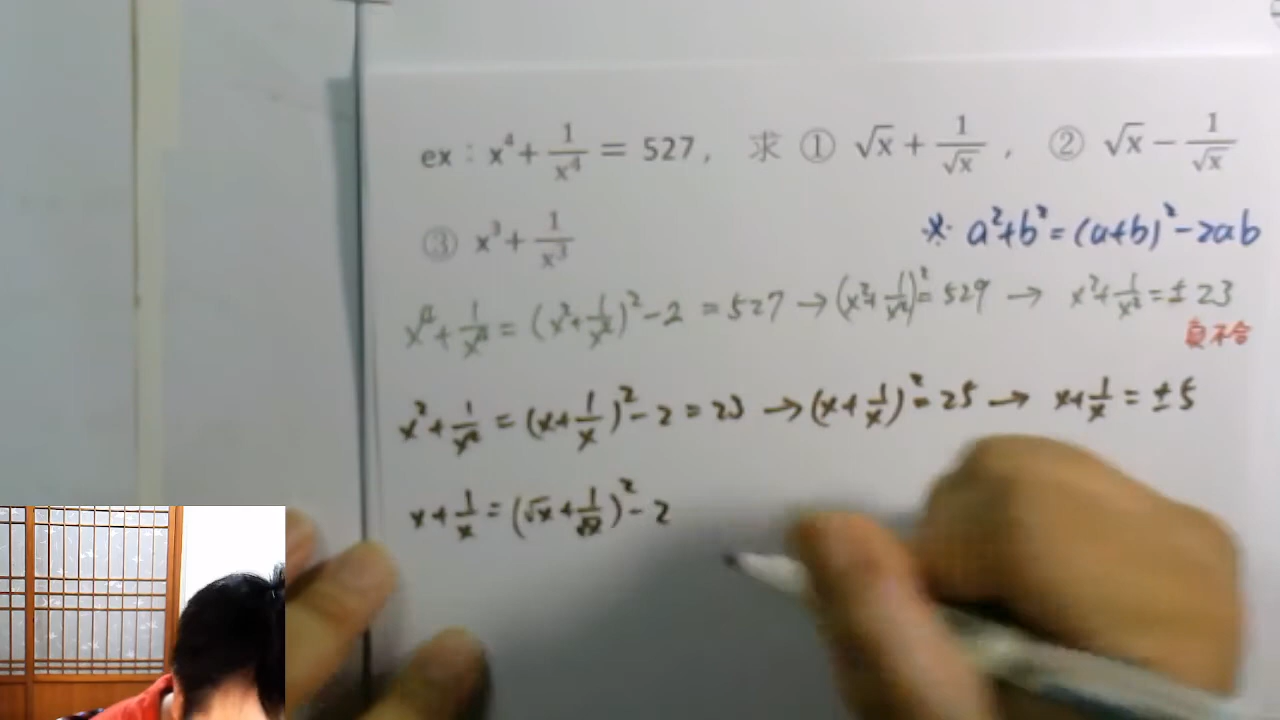 ex：x⁴ + 1/x⁴ = 527， 求 ① √x + 1/√x ， ② √x − 1/√x
③ x³ + 1/x³
※ a²+b² = (a+b)² − 2ab
x⁴ + 1/x⁴ = (x² + 1/x²)² − 2 = 527 → (x² + 1/x²)² = 529 → x² + 1/x² = ± 23
負不合
x² + 1/x² = (x + 1/x)² − 2 = 23 → (x + 1/x)² = 25 → x + 1/x = ± 5
x + 1/x = (√x + 1/√x)² − 2